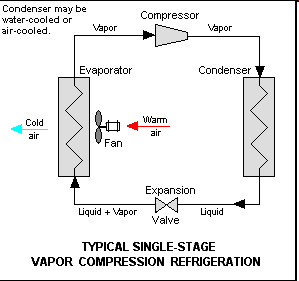 Condenser may be
water-cooled or
air-cooled.
Compressor
Vapor
Vapor
Evaporator
Condenser
Cold
air
Warm
air
Fan
Expansion
Valve
Liquid + Vapor
Liquid
TYPICAL SINGLE-STAGE
VAPOR COMPRESSION REFRIGERATION